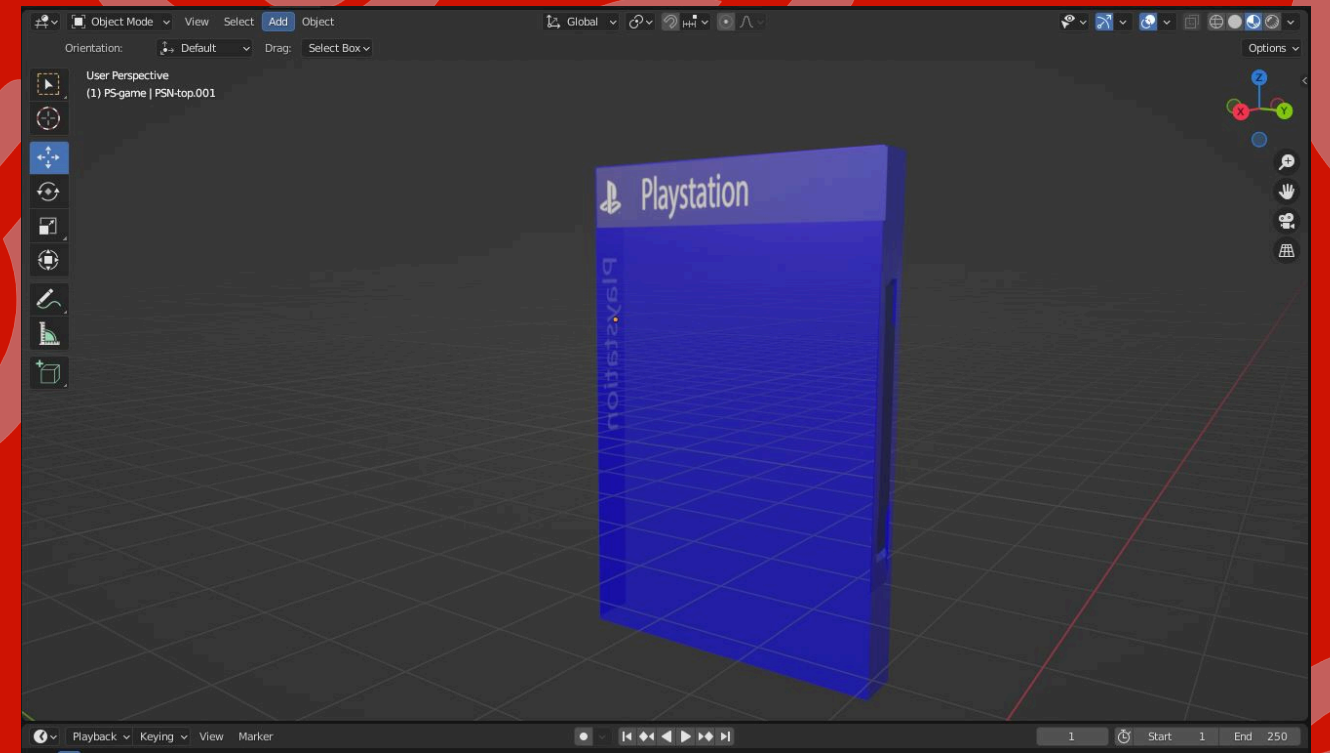 Object Mode View Select Add Object Global
Orientation: Default Drag: Select Box Options
User Perspective
(1) PS-game | PSN-top.001
Z
X Y
Playstation
Playstation
Playback Keying View Marker 1 Start 1 End 250